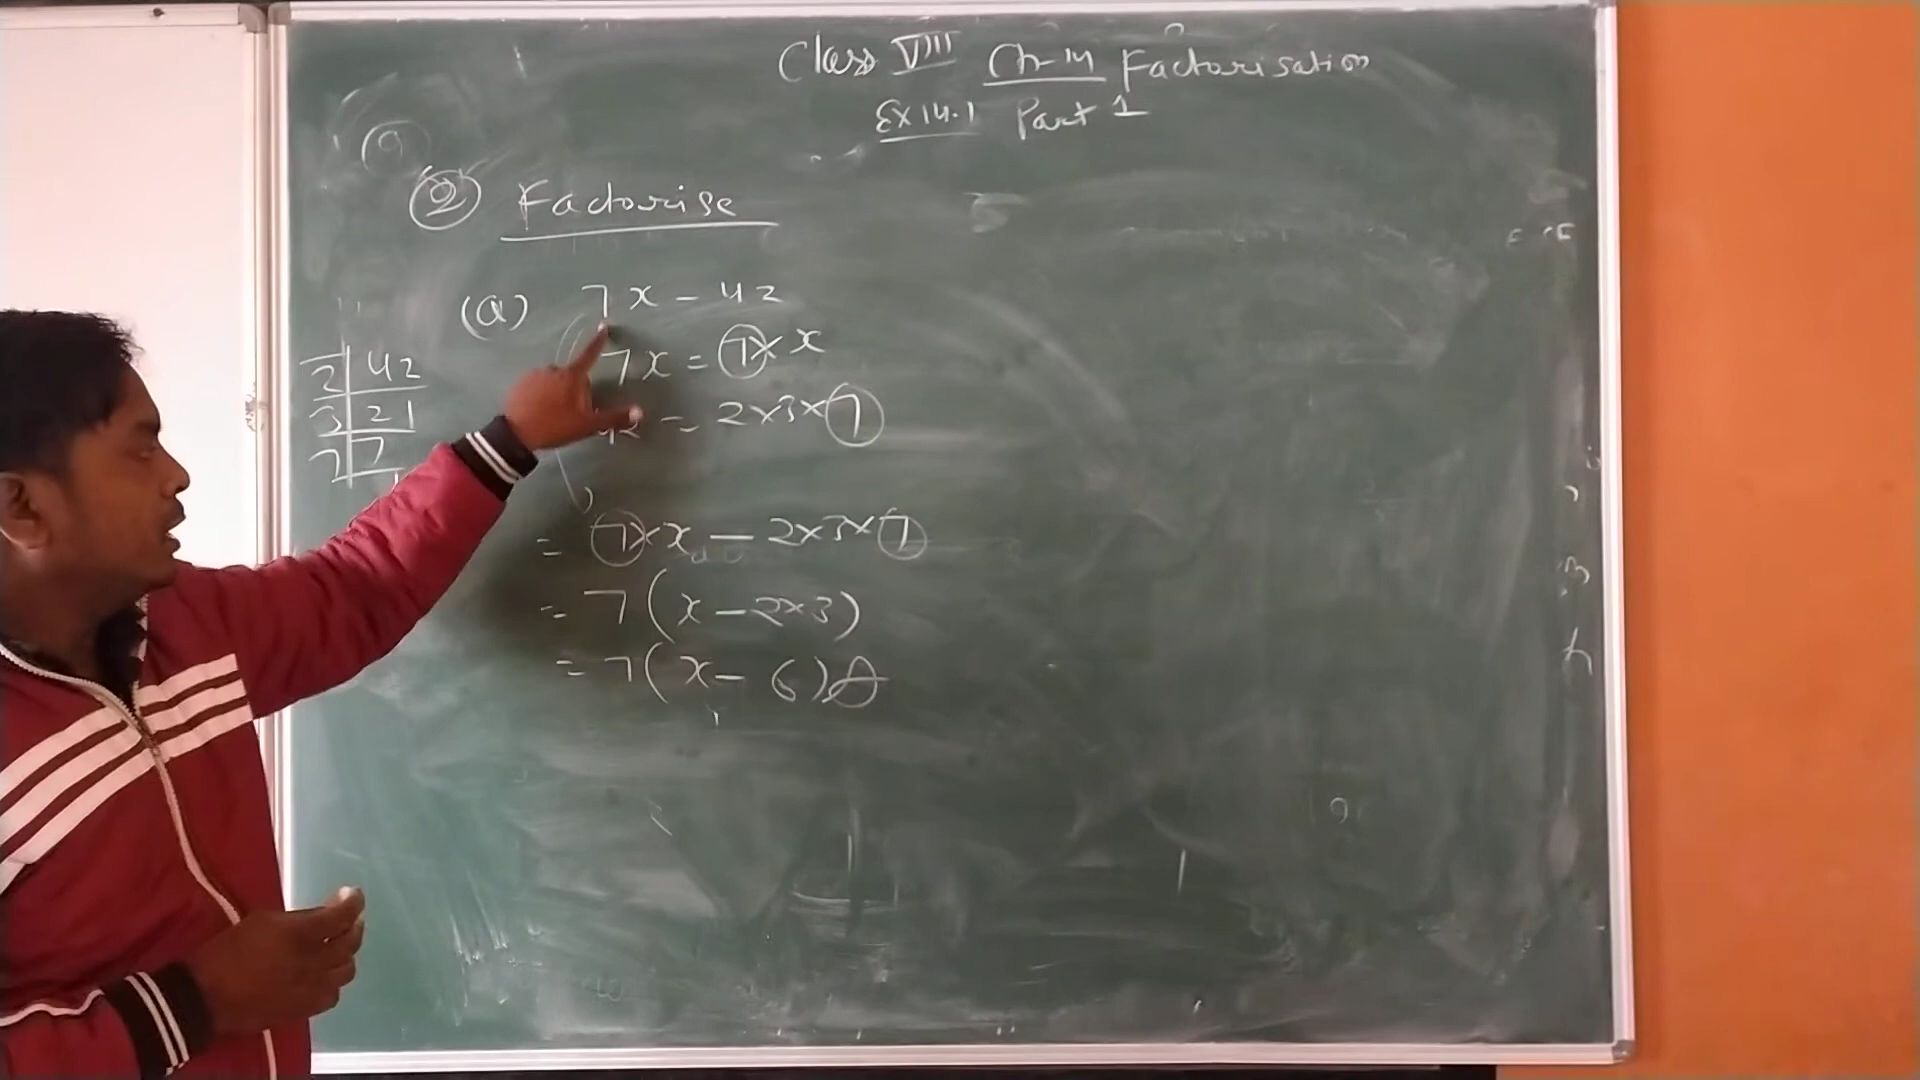 Class VIII Ch-14 Factorisation
Ex 14.1 Part 1
(2) Factorise
(a) 7x - 42
7x = 7 × x
42 = 2×3×7
2 | 42
3 | 21
7 | 7
1
= 7×x - 2×3×7
= 7(x - 2×3)
= 7(x - 6)